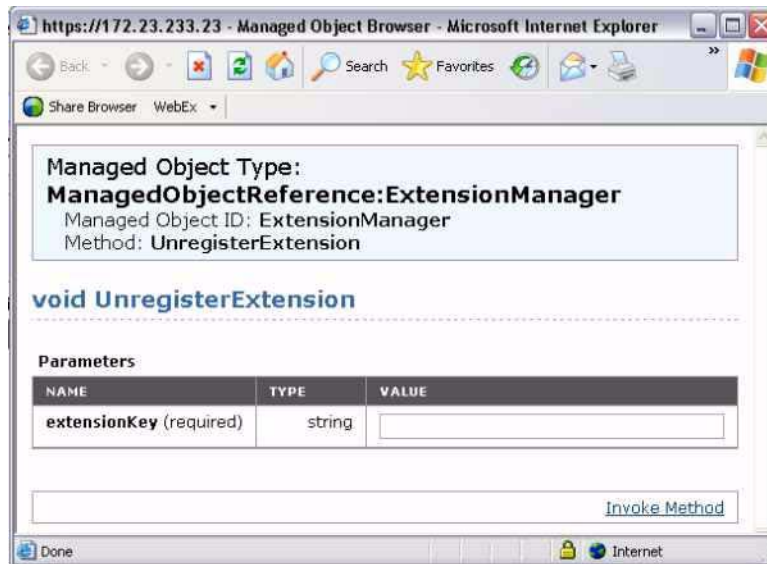 https://172.23.233.23 - Managed Object Browser - Microsoft Internet Explorer
Back Search Favorites »
Share Browser WebEx
Managed Object Type:
ManagedObjectReference:ExtensionManager
Managed Object ID: ExtensionManager
Method: UnregisterExtension
void UnregisterExtension
Parameters
NAME TYPE VALUE
extensionKey (required) string
Invoke Method
Done Internet